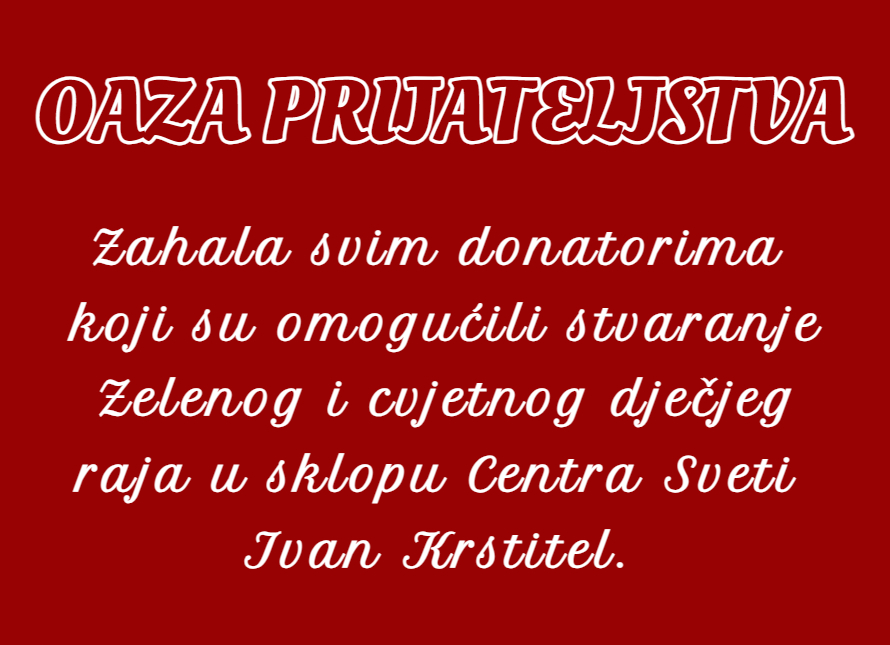 OAZA PRIJATELJSTVA
Zahala svim donatorima
koji su omogućili stvaranje
Zelenog i cvjetnog dječjeg
raja u sklopu Centra Sveti
Ivan Krstitel.